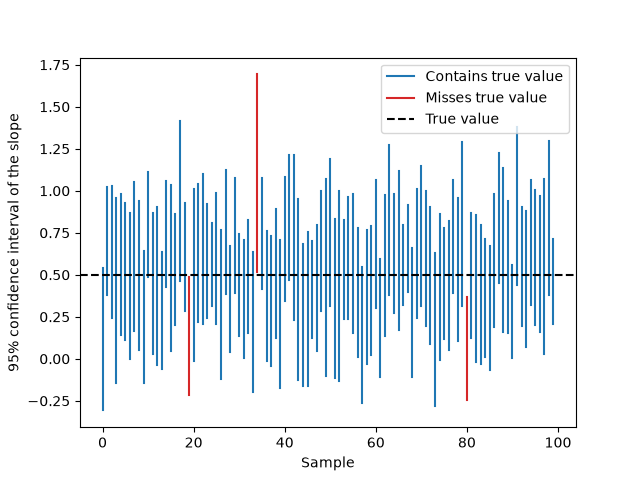 1.75
1.50
1.25
1.00
0.75
0.50
0.25
0.00
−0.25
95% confidence interval of the slope
Contains true value
Misses true value
True value
0 20 40 60 80 100
Sample